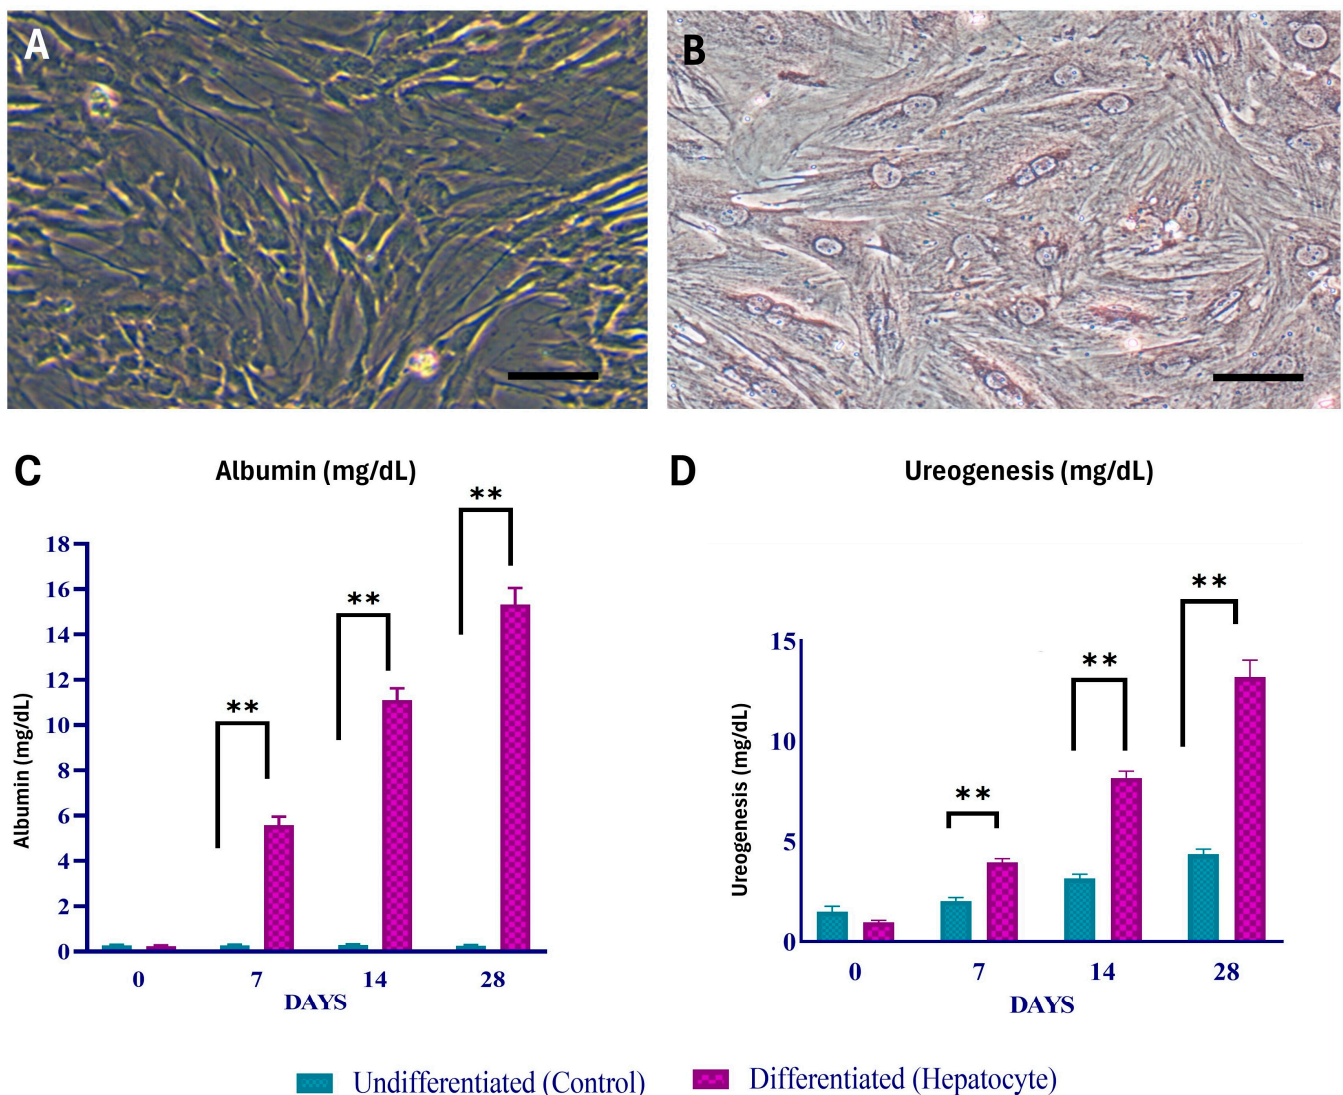 A
B
C
Albumin (mg/dL)
**
**
**
18
16
14
12
10
8
6
4
2
0
Albumin (mg/dL)
0 7 14 28
DAYS
D
Ureogenesis (mg/dL)
**
**
**
15
10
5
0
Ureogenesis (mg/dL)
0 7 14 28
DAYS
Undifferentiated (Control)
Differentiated (Hepatocyte)